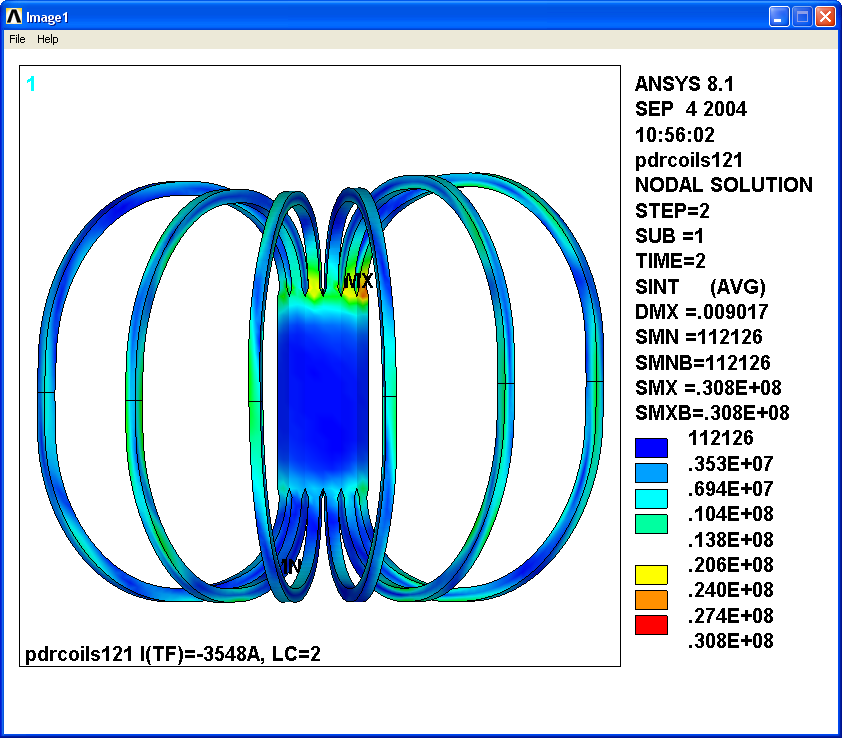 Image1
File Help
1
ANSYS 8.1
SEP 4 2004
10:56:02
pdrcoils121
NODAL SOLUTION
STEP=2
SUB =1
TIME=2
SINT (AVG)
DMX =.009017
SMN =112126
SMNB=112126
SMX =.308E+08
SMXB=.308E+08
112126
.353E+07
.694E+07
.104E+08
.138E+08
.206E+08
.240E+08
.274E+08
.308E+08
MX
MN
pdrcoils121 I(TF)=-3548A, LC=2